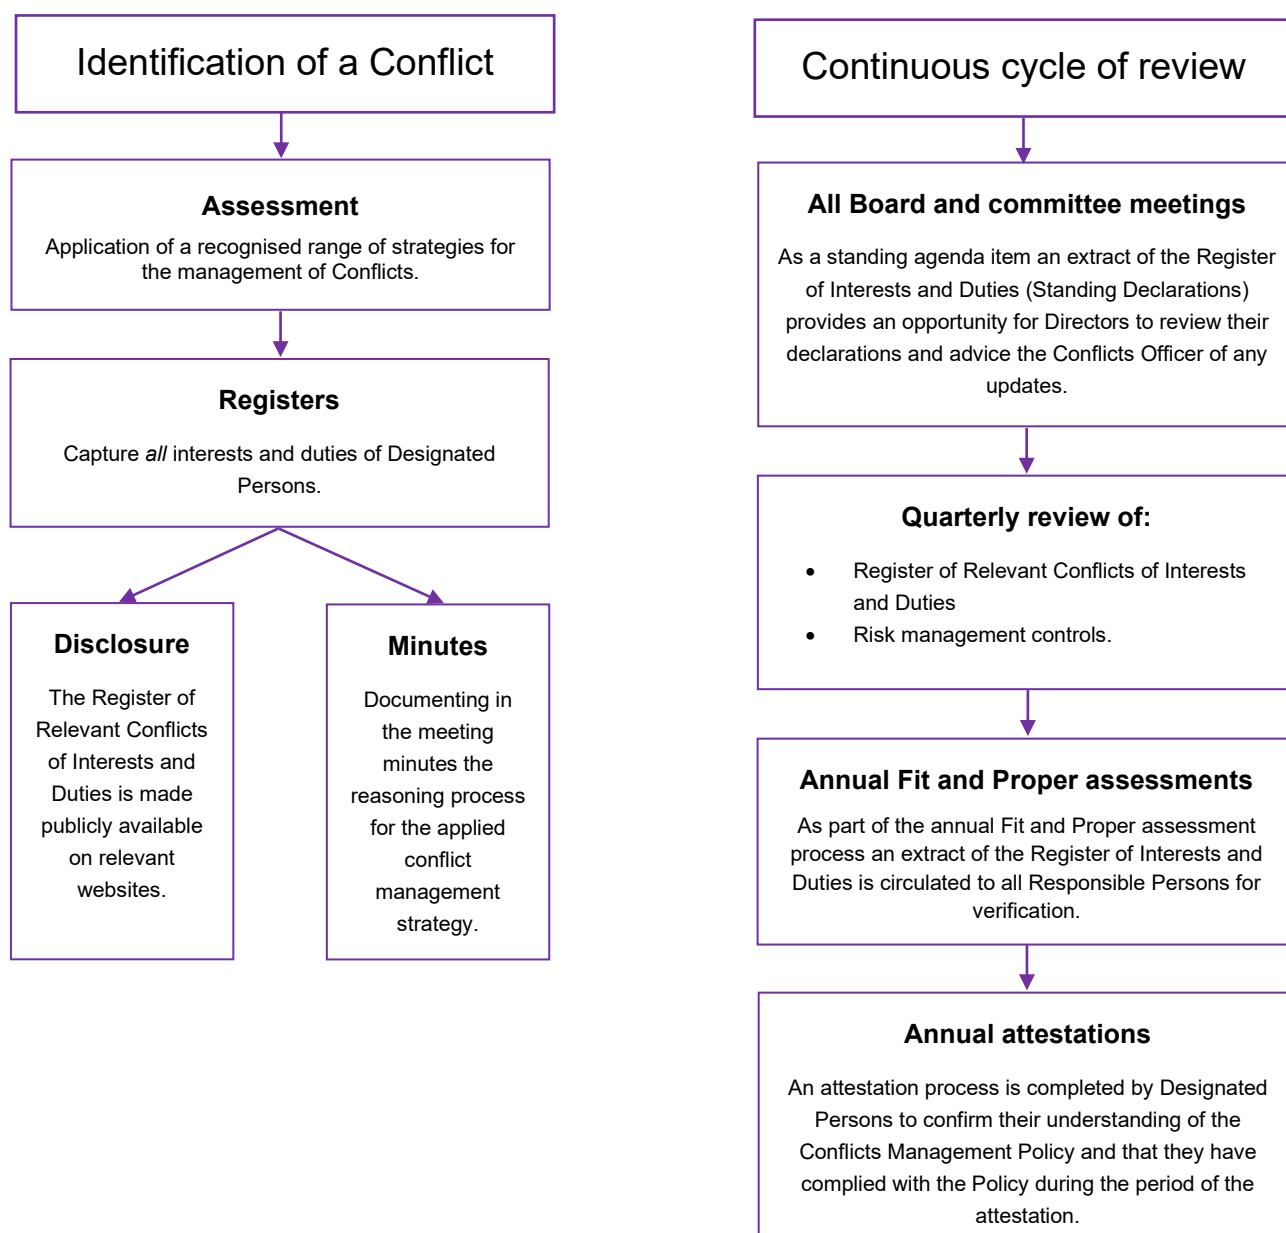 Identification of a Conflict
Assessment
Application of a recognised range of strategies for
the management of Conflicts.
Registers
Capture all interests and duties of Designated
Persons.
Disclosure
The Register of
Relevant Conflicts
of Interests and
Duties is made
publicly available
on relevant
websites.
Minutes
Documenting in
the meeting
minutes the
reasoning process
for the applied
conflict
management
strategy.
Continuous cycle of review
All Board and committee meetings
As a standing agenda item an extract of the Register
of Interests and Duties (Standing Declarations)
provides an opportunity for Directors to review their
declarations and advice the Conflicts Officer of any
updates.
Quarterly review of:
• Register of Relevant Conflicts of Interests
and Duties
• Risk management controls.
Annual Fit and Proper assessments
As part of the annual Fit and Proper assessment
process an extract of the Register of Interests and
Duties is circulated to all Responsible Persons for
verification.
Annual attestations
An attestation process is completed by Designated
Persons to confirm their understanding of the
Conflicts Management Policy and that they have
complied with the Policy during the period of the
attestation.